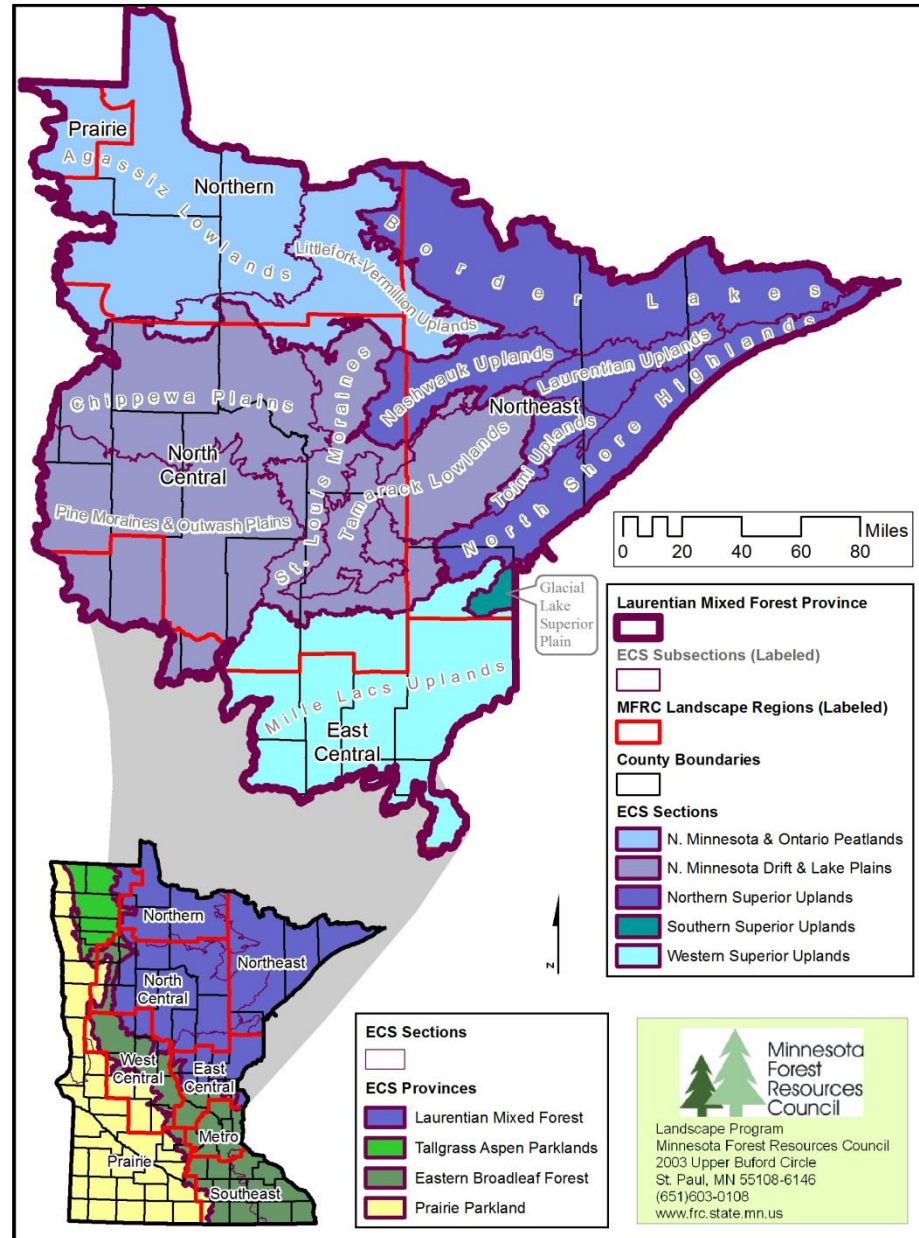 Prairie
Agassiz Lowlands
Northern
Littlefork-Vermillion Uplands
Border Lakes
Chippewa Plains
St. Louis Moraines
Nashwauk Uplands
Laurentian Uplands
Northeast
North Shore Highlands
North
Central
Tamarack Lowlands
Toimi Uplands
Pine Moraines & Outwash Plains
Mille Lacs Uplands
East
Central
Glacial
Lake
Superior
Plain
Miles
0 5 10 20 40 60 80
Laurentian Mixed Forest Province
ECS Subsections (Labeled)
MFRC Landscape Regions (Labeled)
County Boundaries
ECS Sections
N. Minnesota & Ontario Peatlands
N. Minnesota Drift & Lake Plains
Northern Superior Uplands
Southern Superior Uplands
Western Superior Uplands
z
Northern
Northeast
North
Central
West
Central
East
Central
Metro
Prairie
Southeast
ECS Sections
ECS Provinces
Laurentian Mixed Forest
Tallgrass Aspen Parklands
Eastern Broadleaf Forest
Prairie Parkland
Minnesota
Forest
Resources
Council
Landscape Program
Minnesota Forest Resources Council
2003 Upper Buford Circle
St. Paul, MN 55108-6146
(651)603-0108
www.frc.state.mn.us